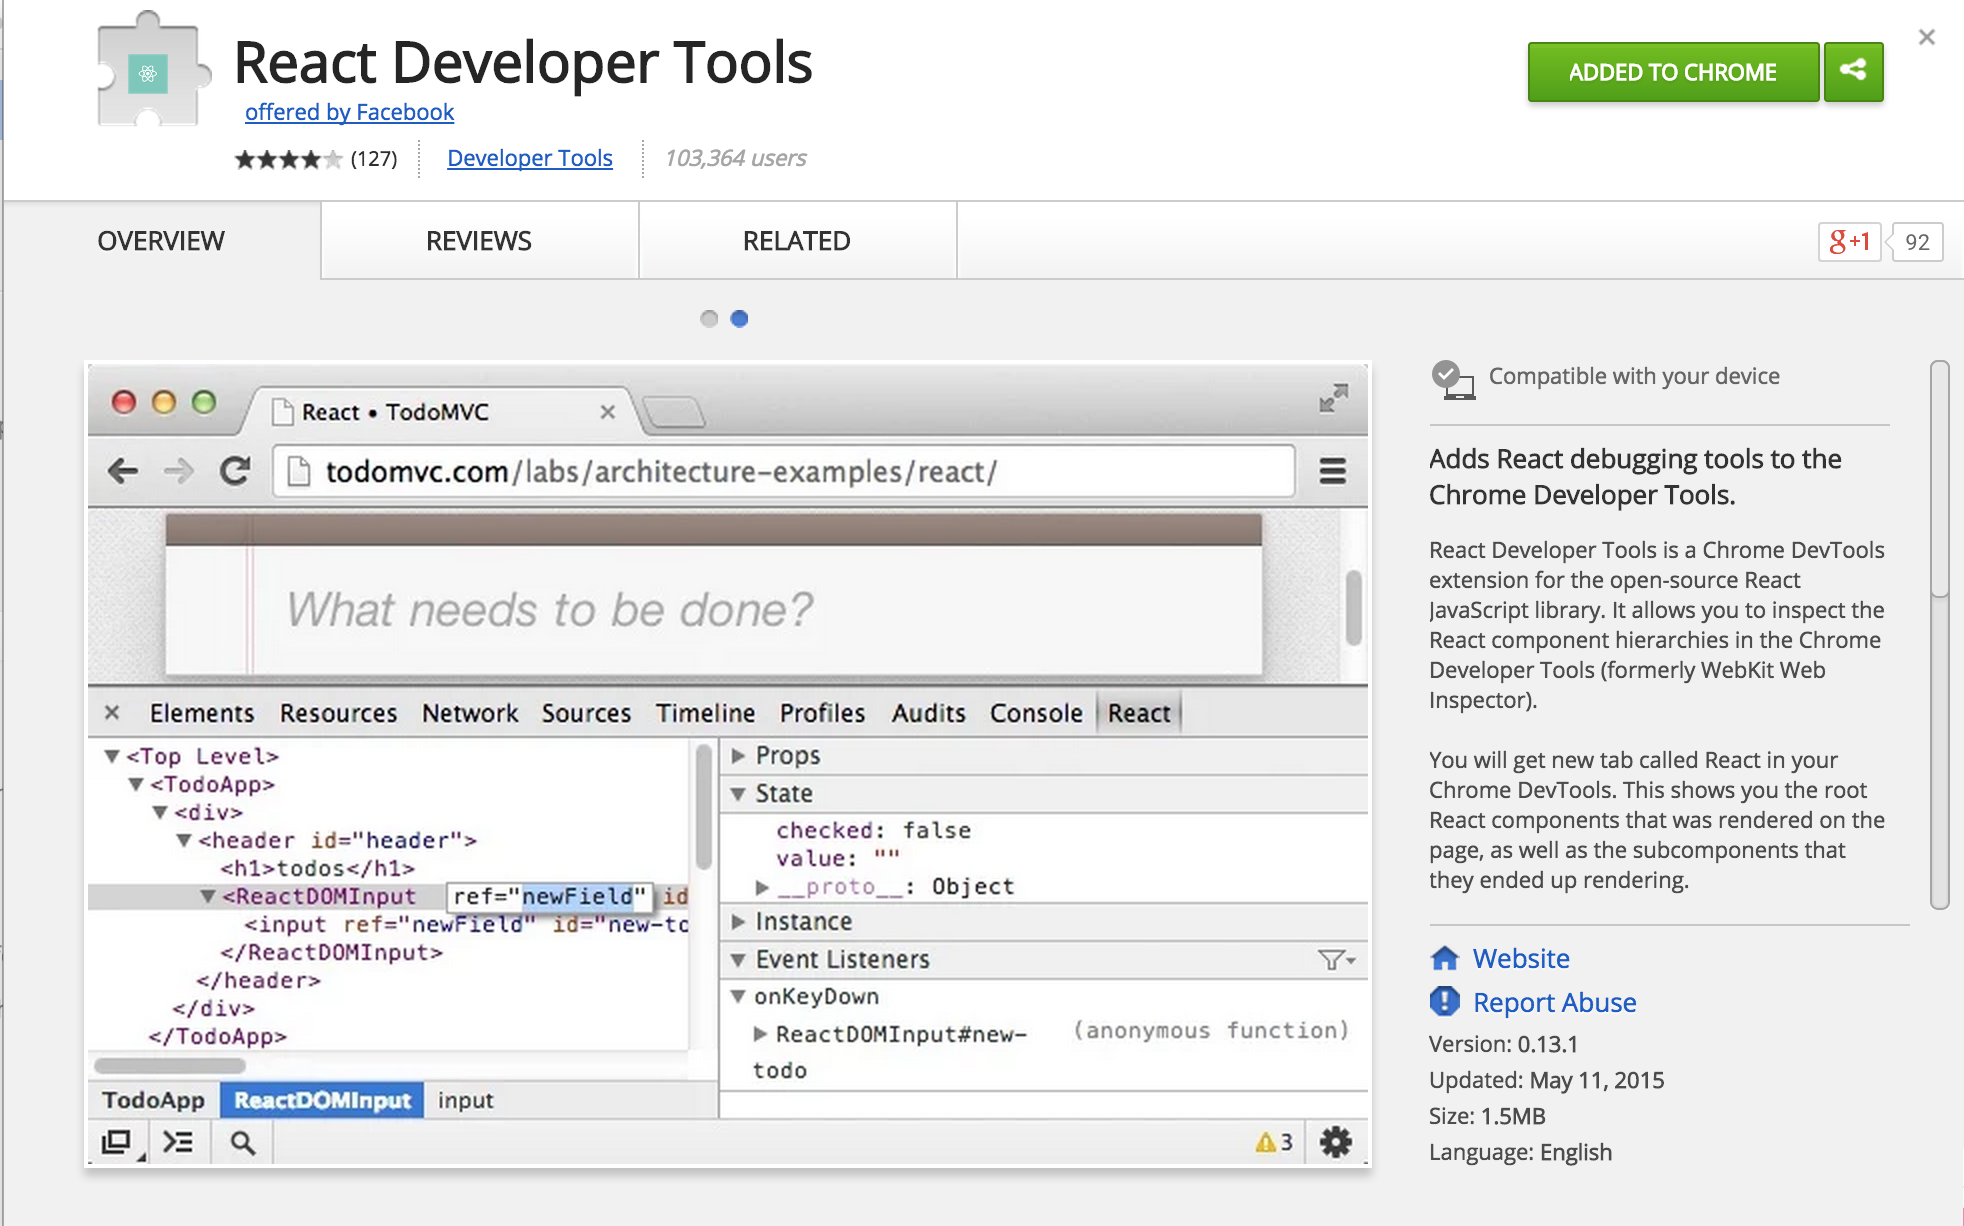 React Developer Tools
ADDED TO CHROME
offered by Facebook
(127)
Developer Tools
103,364 users
OVERVIEW
REVIEWS
RELATED
g+1
92
React • TodoMVC
todomvc.com/labs/architecture-examples/react/
What needs to be done?
Elements Resources Network Sources Timeline Profiles Audits Console React
<Top Level>
<TodoApp>
<div>
<header id="header">
<h1>todos</h1>
<ReactDOMInput ref="newField" id
<input ref="newField" id="new-to
</ReactDOMInput>
</header>
</div>
</TodoApp>
TodoApp ReactDOMInput input
Props
State
checked: false
value: ""
__proto__: Object
Instance
Event Listeners
onKeyDown
ReactDOMInput#new-
todo
(anonymous function)
3
Compatible with your device
Adds React debugging tools to the
Chrome Developer Tools.
React Developer Tools is a Chrome DevTools
extension for the open-source React
JavaScript library. It allows you to inspect the
React component hierarchies in the Chrome
Developer Tools (formerly WebKit Web
Inspector).
You will get new tab called React in your
Chrome DevTools. This shows you the root
React components that was rendered on the
page, as well as the subcomponents that
they ended up rendering.
Website
Report Abuse
Version: 0.13.1
Updated: May 11, 2015
Size: 1.5MB
Language: English